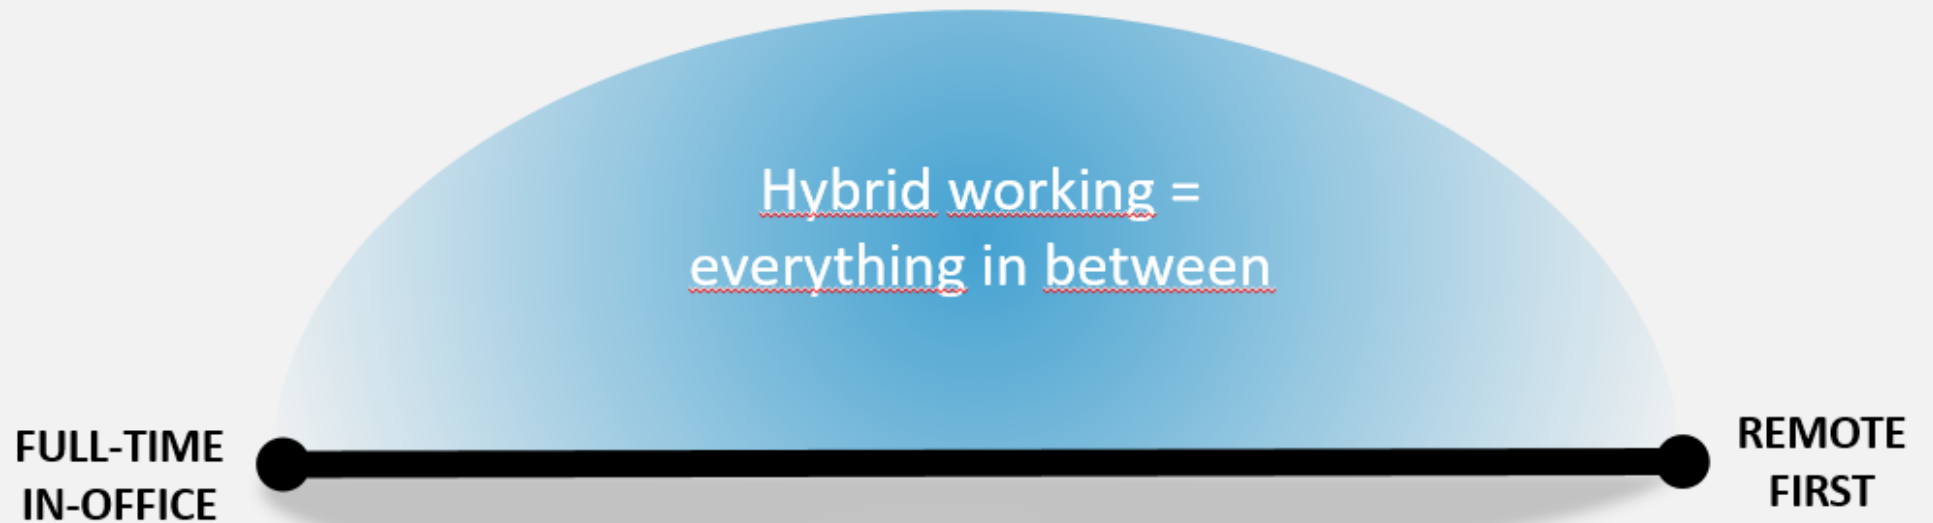 Hybrid working =
everything in between
FULL-TIME
IN-OFFICE
REMOTE
FIRST